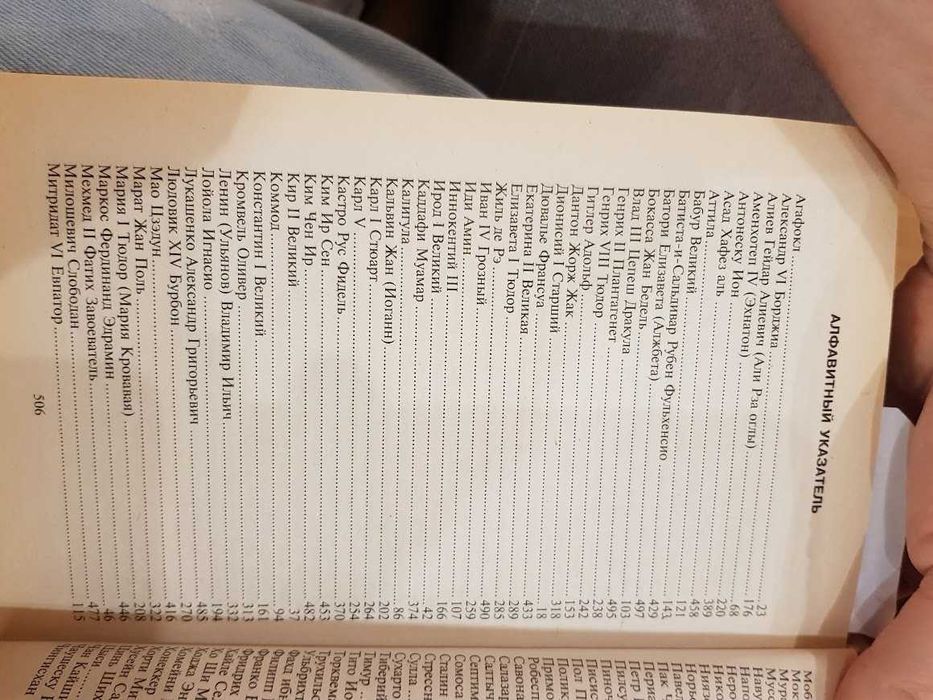 АЛФАВИТНЫЙ УКАЗАТЕЛЬ
Агафокл 23
Александр VI Борджиа 176
Алиев Гейдар Алиевич (Али Рза оглы) 68
Аменхотеп IV (Эхнатон) 220
Антонеску Ион 389
Асад Хафез аль 458
Аттила 121
Бабур Великий 143
Батиста-и-Сальдивар Рубен Фульхенсио 429
Батори Елизавета (Алжбета) 497
Бокасса Жан Бедель 103
Влад III Цепеш Дракула 495
Генрих II Плантагенет 238
Генрих VIII Тюдор 242
Гитлер Адольф 153
Дантон Жорж Жак 318
Дионисий I Старший 18
Дювалье Франсуа 433
Екатерина II Великая 289
Елизавета I Тюдор 285
Жиль де Рэ 490
Иван IV Грозный 259
Иди Амин 107
Иннокентий III 166
Ирод I Великий 42
Каддафи Муамар 374
Калигула 86
Кальвин Жан (Иоганн) 202
Карл I Стюарт 264
Карл V 254
Кастро Рус Фидель 370
Ким Ир Сен 453
Ким Чен Ир 482
Кир II Великий 37
Коммод 94
Константин I Великий 161
Кромвель Оливер 313
Ленин (Ульянов) Владимир Ильич 332
Лойола Игнасио 194
Лукашенко Александр Григорьевич 485
Людовик XIV Бурбон 270
Мао Цзэдун 416
Марат Жан Поль 322
Мария I Тюдор (Мария Кровавая) 208
Маркос Фердинанд Эдрамин 446
Мехмед II Фатих Завоеватель 46
Милошевич Слободан 477
Митридат VI Евпатор 115
506